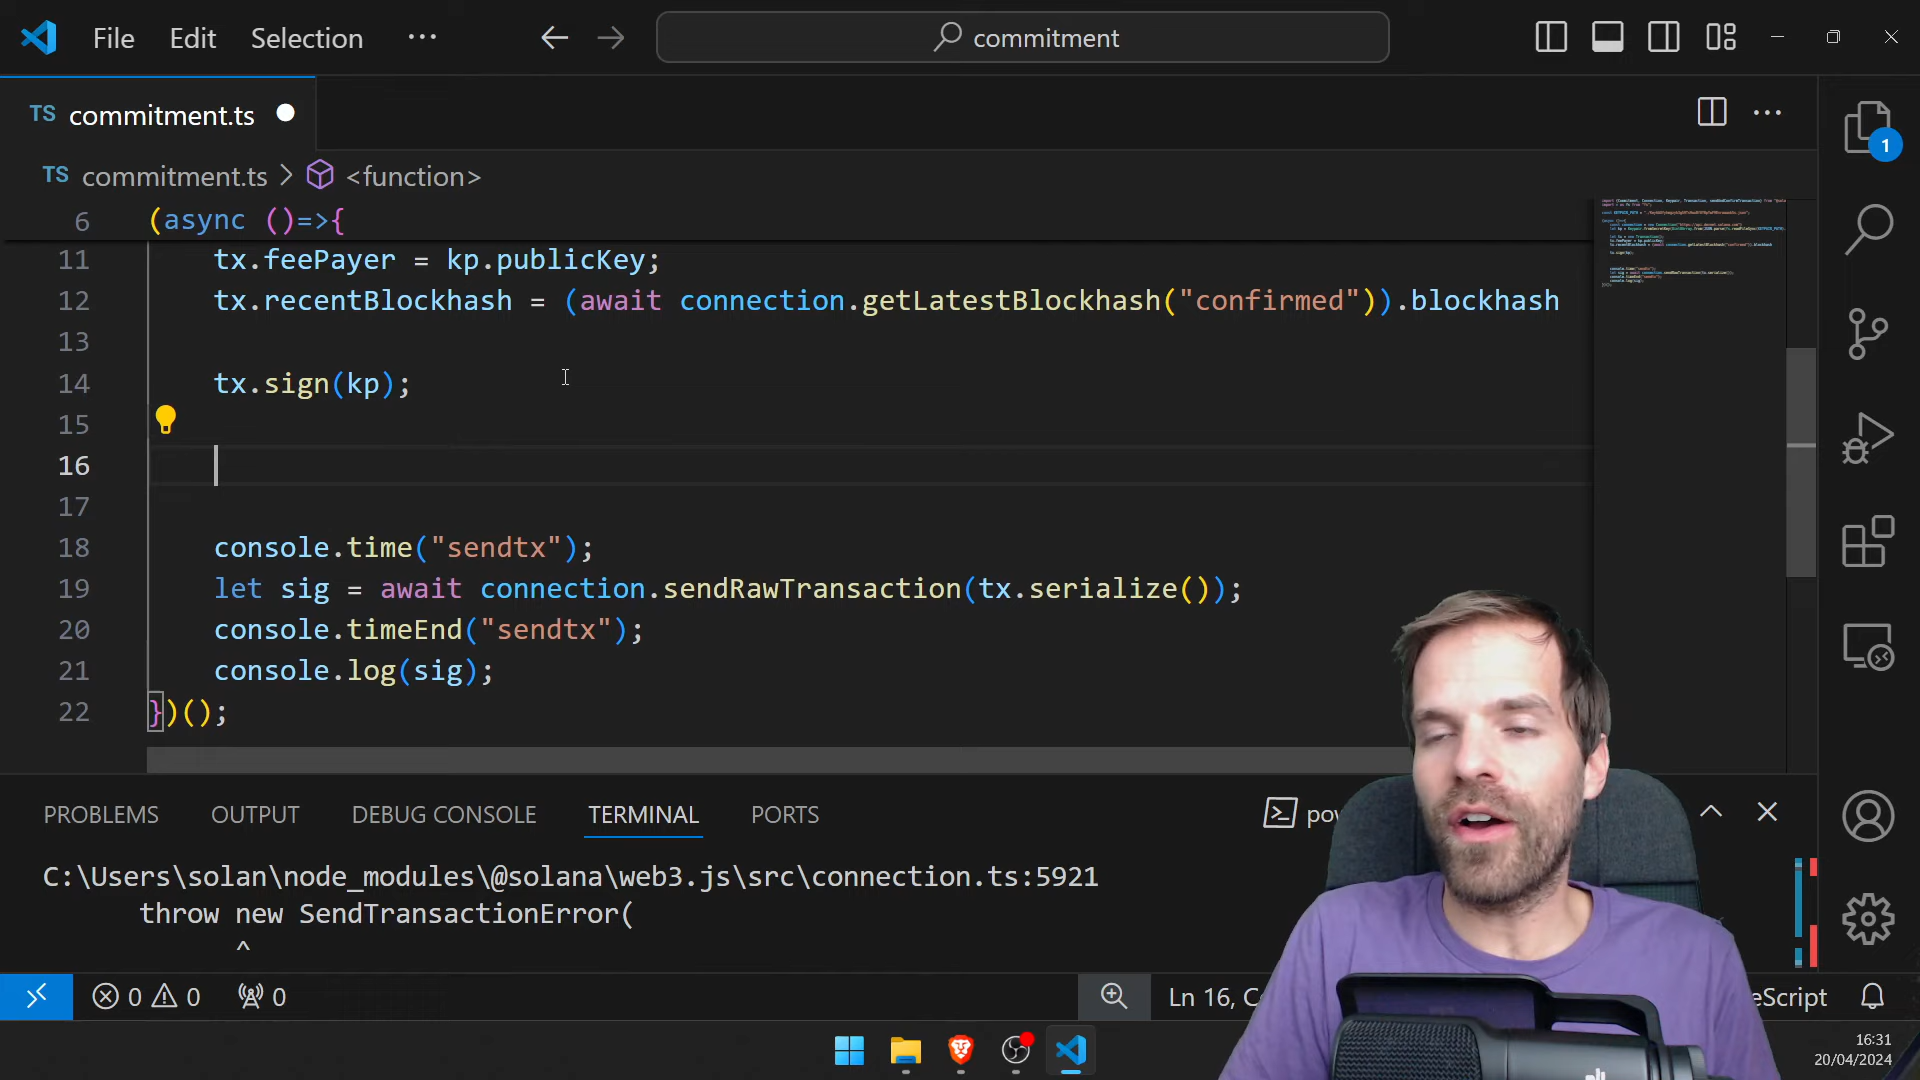 File Edit Selection ··· commitment
TS commitment.ts
TS commitment.ts > <function>
6 (async ()=>{
11 tx.feePayer = kp.publicKey;
12 tx.recentBlockhash = (await connection.getLatestBlockhash("confirmed")).blockhash
13
14 tx.sign(kp);
15
16
17
18 console.time("sendtx");
19 let sig = await connection.sendRawTransaction(tx.serialize());
20 console.timeEnd("sendtx");
21 console.log(sig);
22 })();
1
PROBLEMS OUTPUT DEBUG CONSOLE TERMINAL PORTS
C:\Users\solan\node_modules\@solana\web3.js\src\connection.ts:5921
throw new SendTransactionError(
^
0 0 0 Ln 16,
16:31
20/04/2024